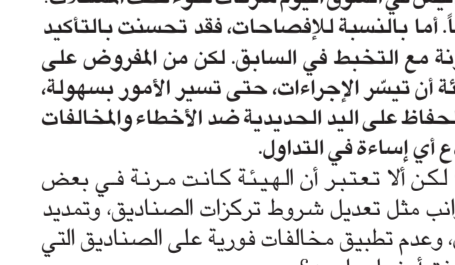 اً. أما بالنسبة للإفصاحات، فقد تحسنت بالتأكيد
رنة مع التخبط في السابق. لكن من المفروض على
ئة أن تيسّر الإجراءات، حتى تسير الأمور بسهولة،
لحفاظ على اليد الحديدية ضد الأخطاء والمخالفات
ع أي إساءة في التداول.
لكن ألا تعتبر أن الهيئة كانت مرنة في بعض
انب مثل تعديل شروط تركزات الصناديق، وتمديد
، وعدم تطبيق مخالفات فورية على الصناديق التي